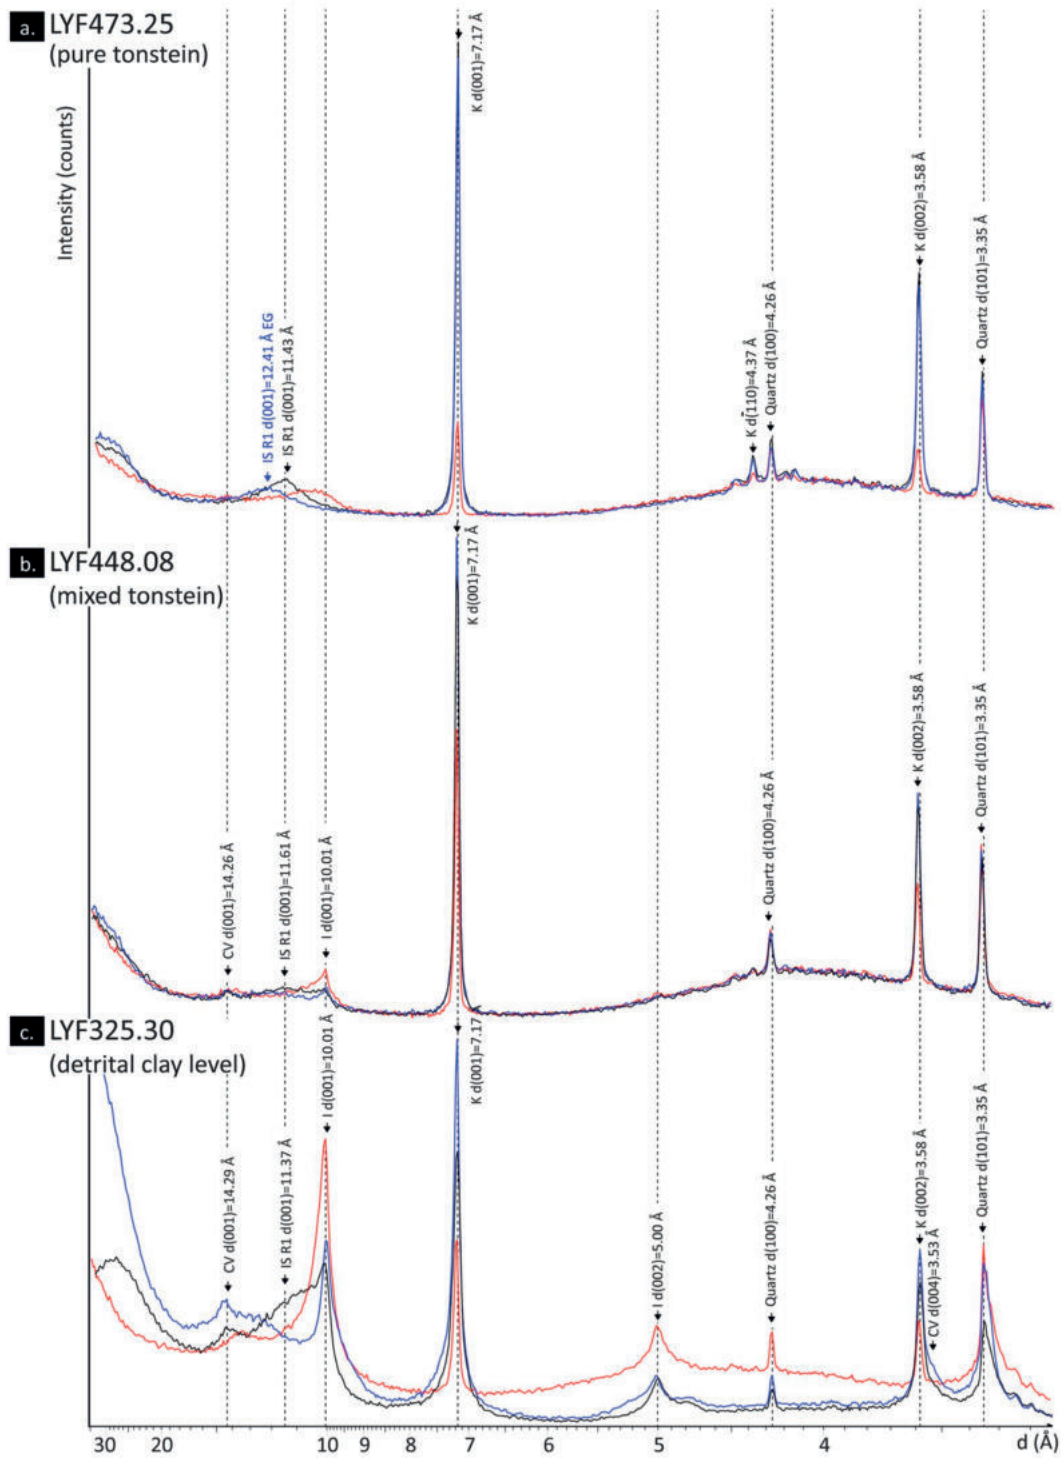 a. LYF473.25
(pure tonstein)
Intensity (counts)
IS R1 d(001)=12.41 Å EG
IS R1 d(001)=11.43 Å
K d(001)=7.17 Å
K d(1̄10)=4.37 Å
Quartz d(100)=4.26 Å
K d(002)=3.58 Å
Quartz d(101)=3.35 Å
b. LYF448.08
(mixed tonstein)
CV d(001)=14.26 Å
IS R1 d(001)=11.61 Å
I d(001)=10.01 Å
K d(001)=7.17 Å
Quartz d(100)=4.26 Å
K d(002)=3.58 Å
Quartz d(101)=3.35 Å
c. LYF325.30
(detrital clay level)
CV d(001)=14.29 Å
IS R1 d(001)=11.37 Å
I d(001)=10.01 Å
K d(001)=7.17 Å
I d(002)=5.00 Å
Quartz d(100)=4.26 Å
K d(002)=3.58 Å
CV d(004)=3.53 Å
Quartz d(101)=3.35 Å
30 20 10 9 8 7 6 5 4 d (Å)